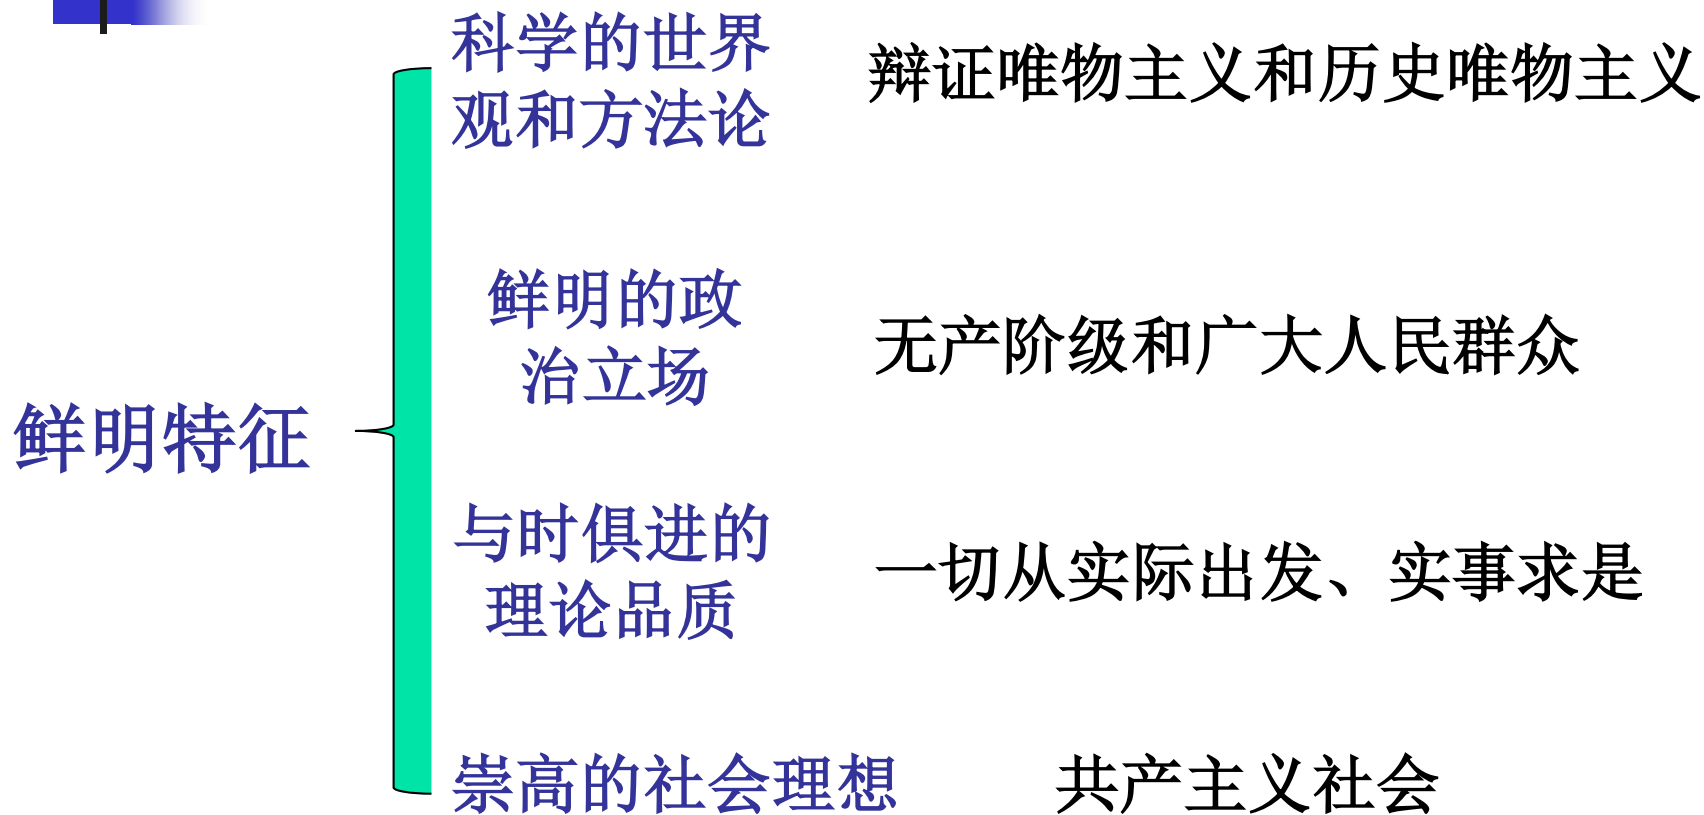 科学的世界
观和方法论
辩证唯物主义和历史唯物主义
鲜明的政
治立场
无产阶级和广大人民群众
鲜明特征
与时俱进的
理论品质
一切从实际出发、实事求是
崇高的社会理想
共产主义社会